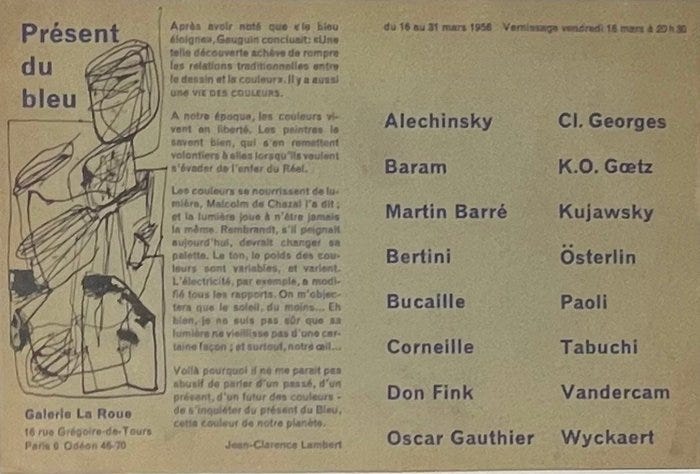 Présent
du
bleu
Après avoir noté que «le bleu
éloigne», Gauguin concluait: «Une
telle découverte achève de rompre
les relations traditionnelles entre
le dessin et la couleur». Il y a aussi
une VIE DES COULEURS.
A notre époque, les couleurs vi-
vent en liberté. Les peintres le
savent bien, qui s'en remettent
volontiers à elles lorsqu'ils veulent
s'évader de l'enfer du Réel.
Les couleurs se nourrissent de lu-
mière, Malcolm de Chazal l'a dit ;
et la lumière joue à n'être jamais
la même. Rembrandt, s'il peignait
aujourd'hui, devrait changer sa
palette. Le ton, le poids des cou-
leurs sont variables, et varient.
L'électricité, par exemple, a modi-
fié tous les rapports. On m'objec-
tera que le soleil, du moins... Eh
bien, je ne suis pas sûr que sa
lumière ne vieillisse pas d'une cer-
taine façon ; et surtout, notre œil...
Voilà pourquoi il ne me paraît pas
abusif de parler d'un passé, d'un
présent, d'un futur des couleurs -
de s'inquiéter du présent du Bleu,
cette couleur de notre planète.
Jean-Clarence Lambert
Galerie La Roue
16 rue Grégoire-de-Tours
Paris 6 Odéon 46-70
du 16 au 31 mars 1956 Vernissage vendredi 16 mars à 20 h 30
Alechinsky
Baram
Martin Barré
Bertini
Bucaille
Corneille
Don Fink
Oscar Gauthier
Cl. Georges
K.O. Gœtz
Kujawsky
Österlin
Paoli
Tabuchi
Vandercam
Wyckaert